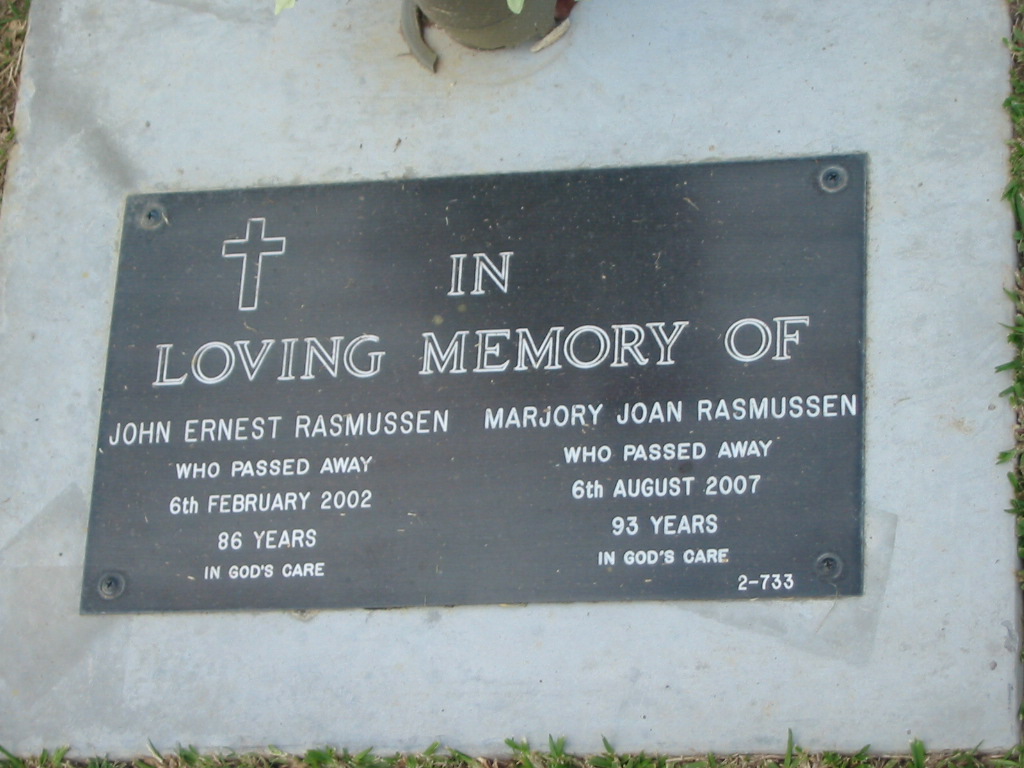 IN
LOVING MEMORY OF
JOHN ERNEST RASMUSSEN
WHO PASSED AWAY
6th FEBRUARY 2002
86 YEARS
IN GOD'S CARE
MARJORY JOAN RASMUSSEN
WHO PASSED AWAY
6th AUGUST 2007
93 YEARS
IN GOD'S CARE
2-733